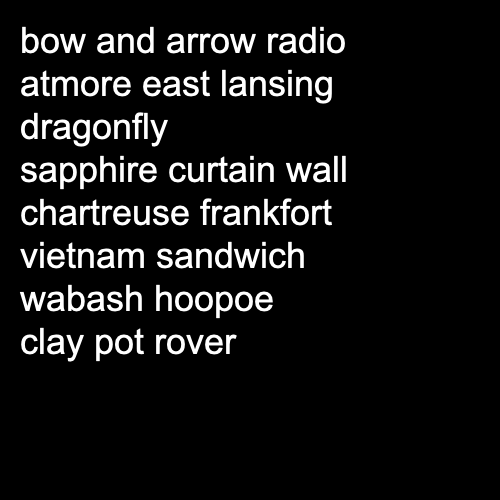 bow and arrow radio
atmore east lansing
dragonfly
sapphire curtain wall
chartreuse frankfort
vietnam sandwich
wabash hoopoe
clay pot rover